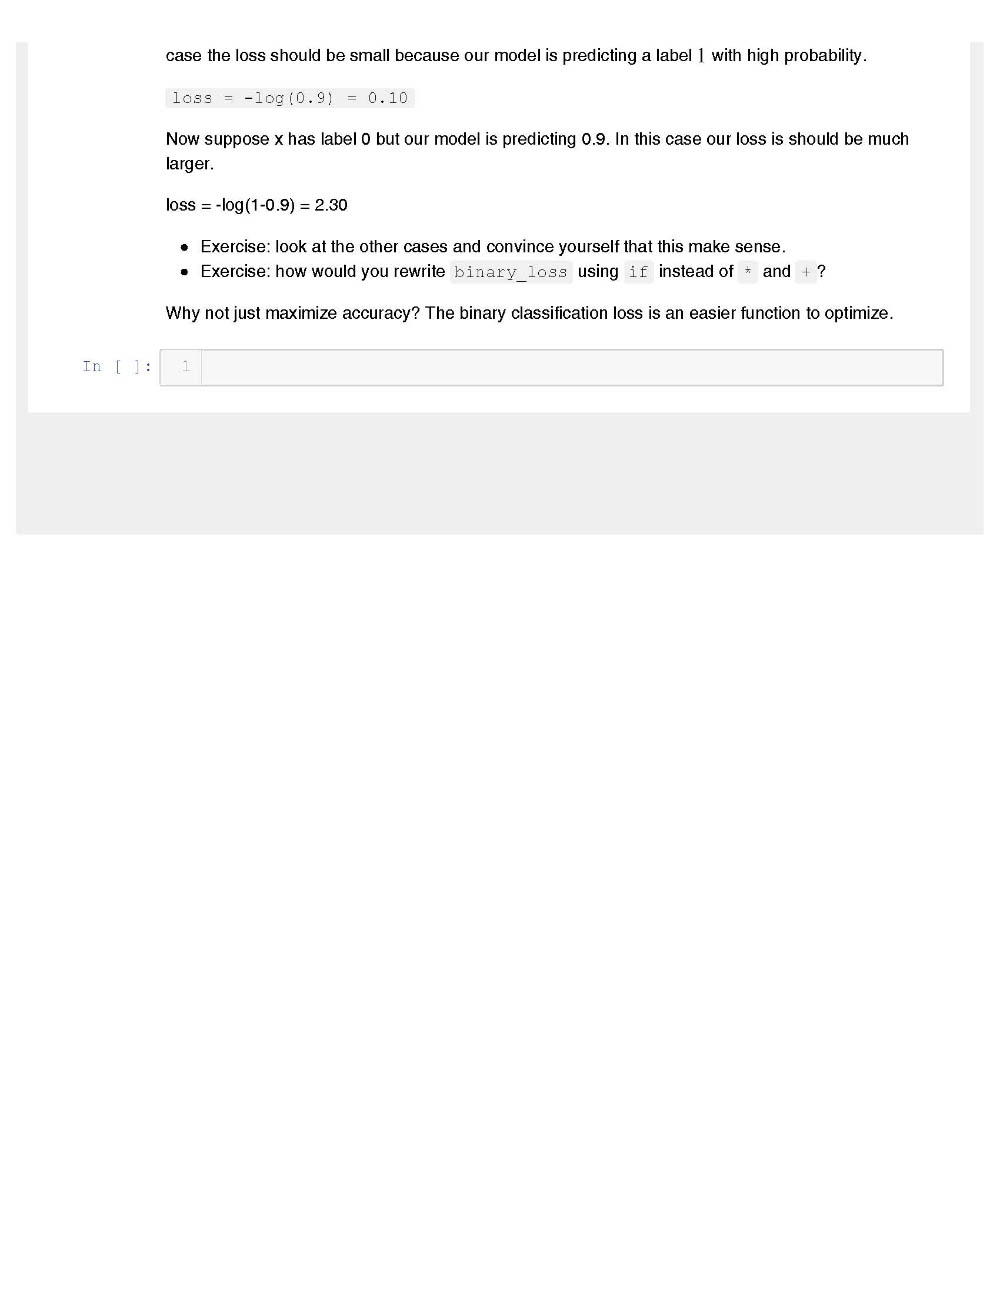 case the loss should be small because our model is predicting a label 1 with high probability.
loss = -log(0.9) = 0.10
Now suppose x has label 0 but our model is predicting 0.9. In this case our loss is should be much
larger.
loss = -log(1-0.9) = 2.30
• Exercise: look at the other cases and convince yourself that this make sense.
• Exercise: how would you rewrite binary_loss using if instead of * and + ?
Why not just maximize accuracy? The binary classification loss is an easier function to optimize.
In [ ]: 1